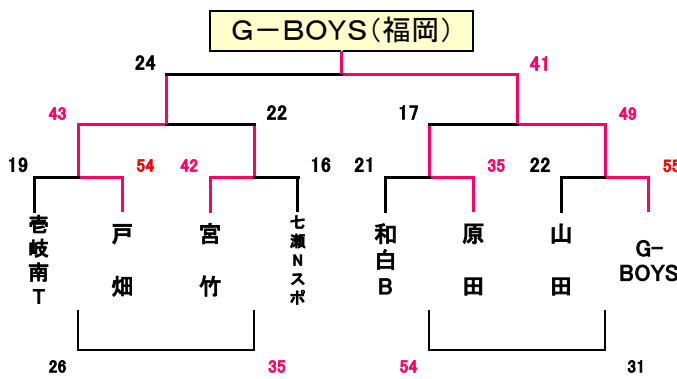 G－BOYS（福岡）
24 41
43 22 17 49
19 54 42 16 21 35 22 55
壱岐南T
戸畑
宮竹
七瀬Nスポ
和白B
原田
山田
G－
BOYS
26 35 54 31